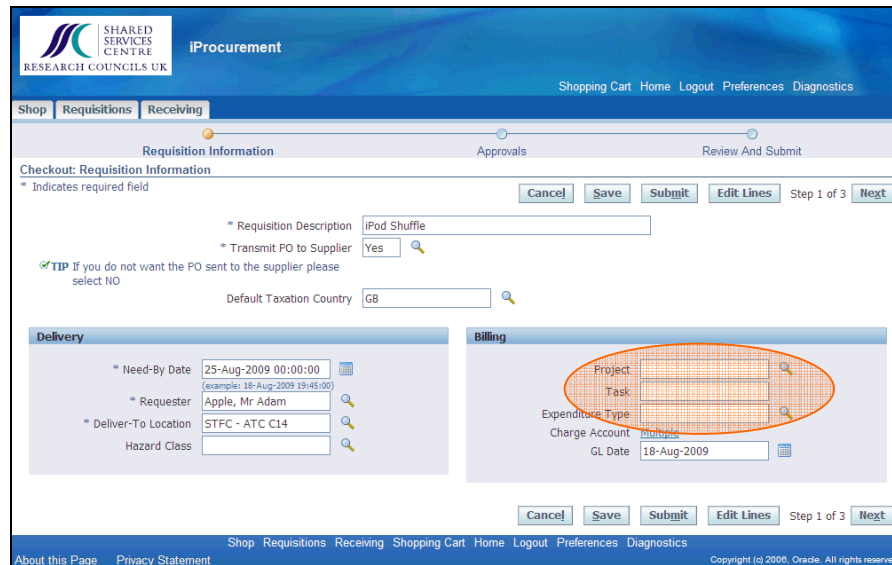 SHARED
SERVICES
CENTRE
RESEARCH COUNCILS UK
iProcurement
Shopping Cart Home Logout Preferences Diagnostics
Shop Requisitions Receiving
Requisition Information Approvals Review And Submit
Checkout: Requisition Information
* Indicates required field
Cancel Save Submit Edit Lines Step 1 of 3 Next
* Requisition Description iPod Shuffle
* Transmit PO to Supplier Yes
TIP If you do not want the PO sent to the supplier please
select NO
Default Taxation Country GB
Delivery
* Need-By Date 25-Aug-2009 00:00:00
(example: 18-Aug-2009 19:45:00)
* Requester Apple, Mr Adam
* Deliver-To Location STFC - ATC C14
Hazard Class
Billing
Project
Task
Expenditure Type
Charge Account Multiple
GL Date 18-Aug-2009
Cancel Save Submit Edit Lines Step 1 of 3 Next
Shop Requisitions Receiving Shopping Cart Home Logout Preferences Diagnostics
About this Page Privacy Statement Copyright (c) 2006, Oracle. All rights reserve